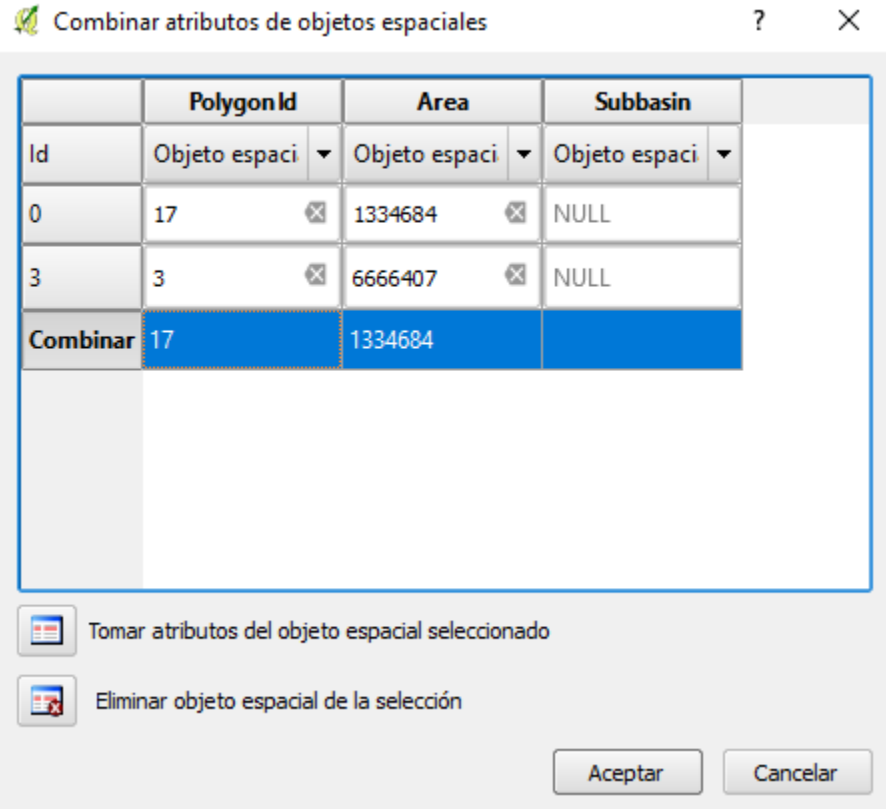 Combinar atributos de objetos espaciales ?
PolygonId Area Subbasin
Id Objeto espaci Objeto espaci Objeto espaci
0 17 1334684 NULL
3 3 6666407 NULL
Combinar 17 1334684
Tomar atributos del objeto espacial seleccionado
Eliminar objeto espacial de la selección
Aceptar Cancelar